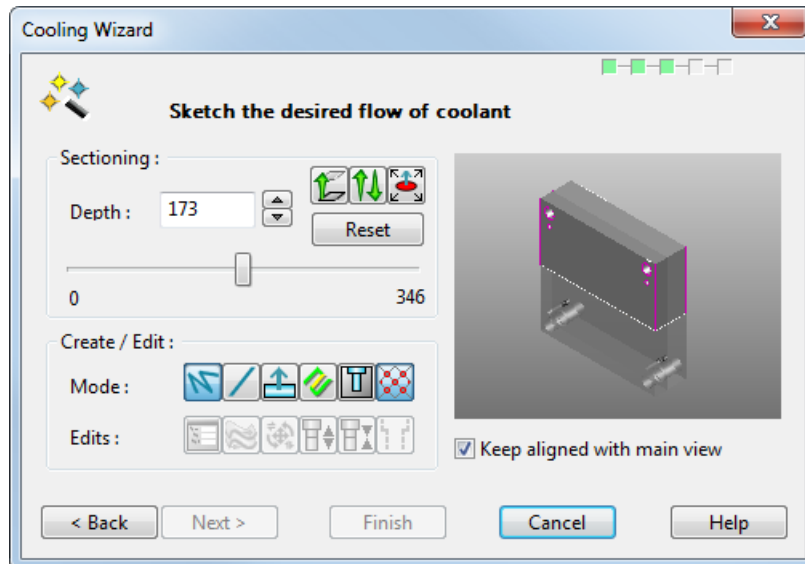 Cooling Wizard
Sketch the desired flow of coolant
Sectioning :
Depth : 173
Reset
0 346
Create / Edit :
Mode :
Edits :
Keep aligned with main view
< Back Next > Finish Cancel Help